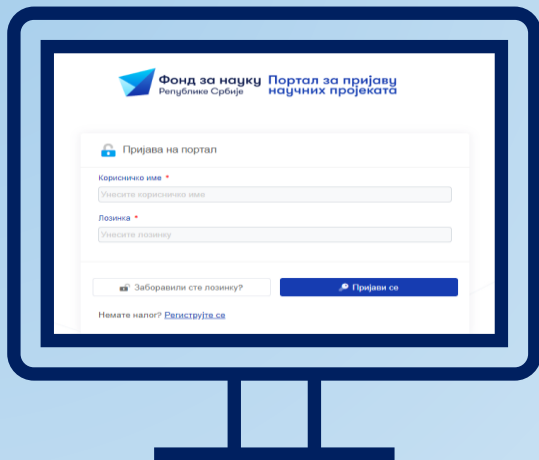 Фонд за науку
Републике Србије
Портал за пријаву
научних пројеката
Пријава на портал
Корисничко име *
Унесите корисничко име
Лозинка *
Унесите лозинку
Заборавили сте лозинку?
Пријави се
Немате налог? Региструјте се